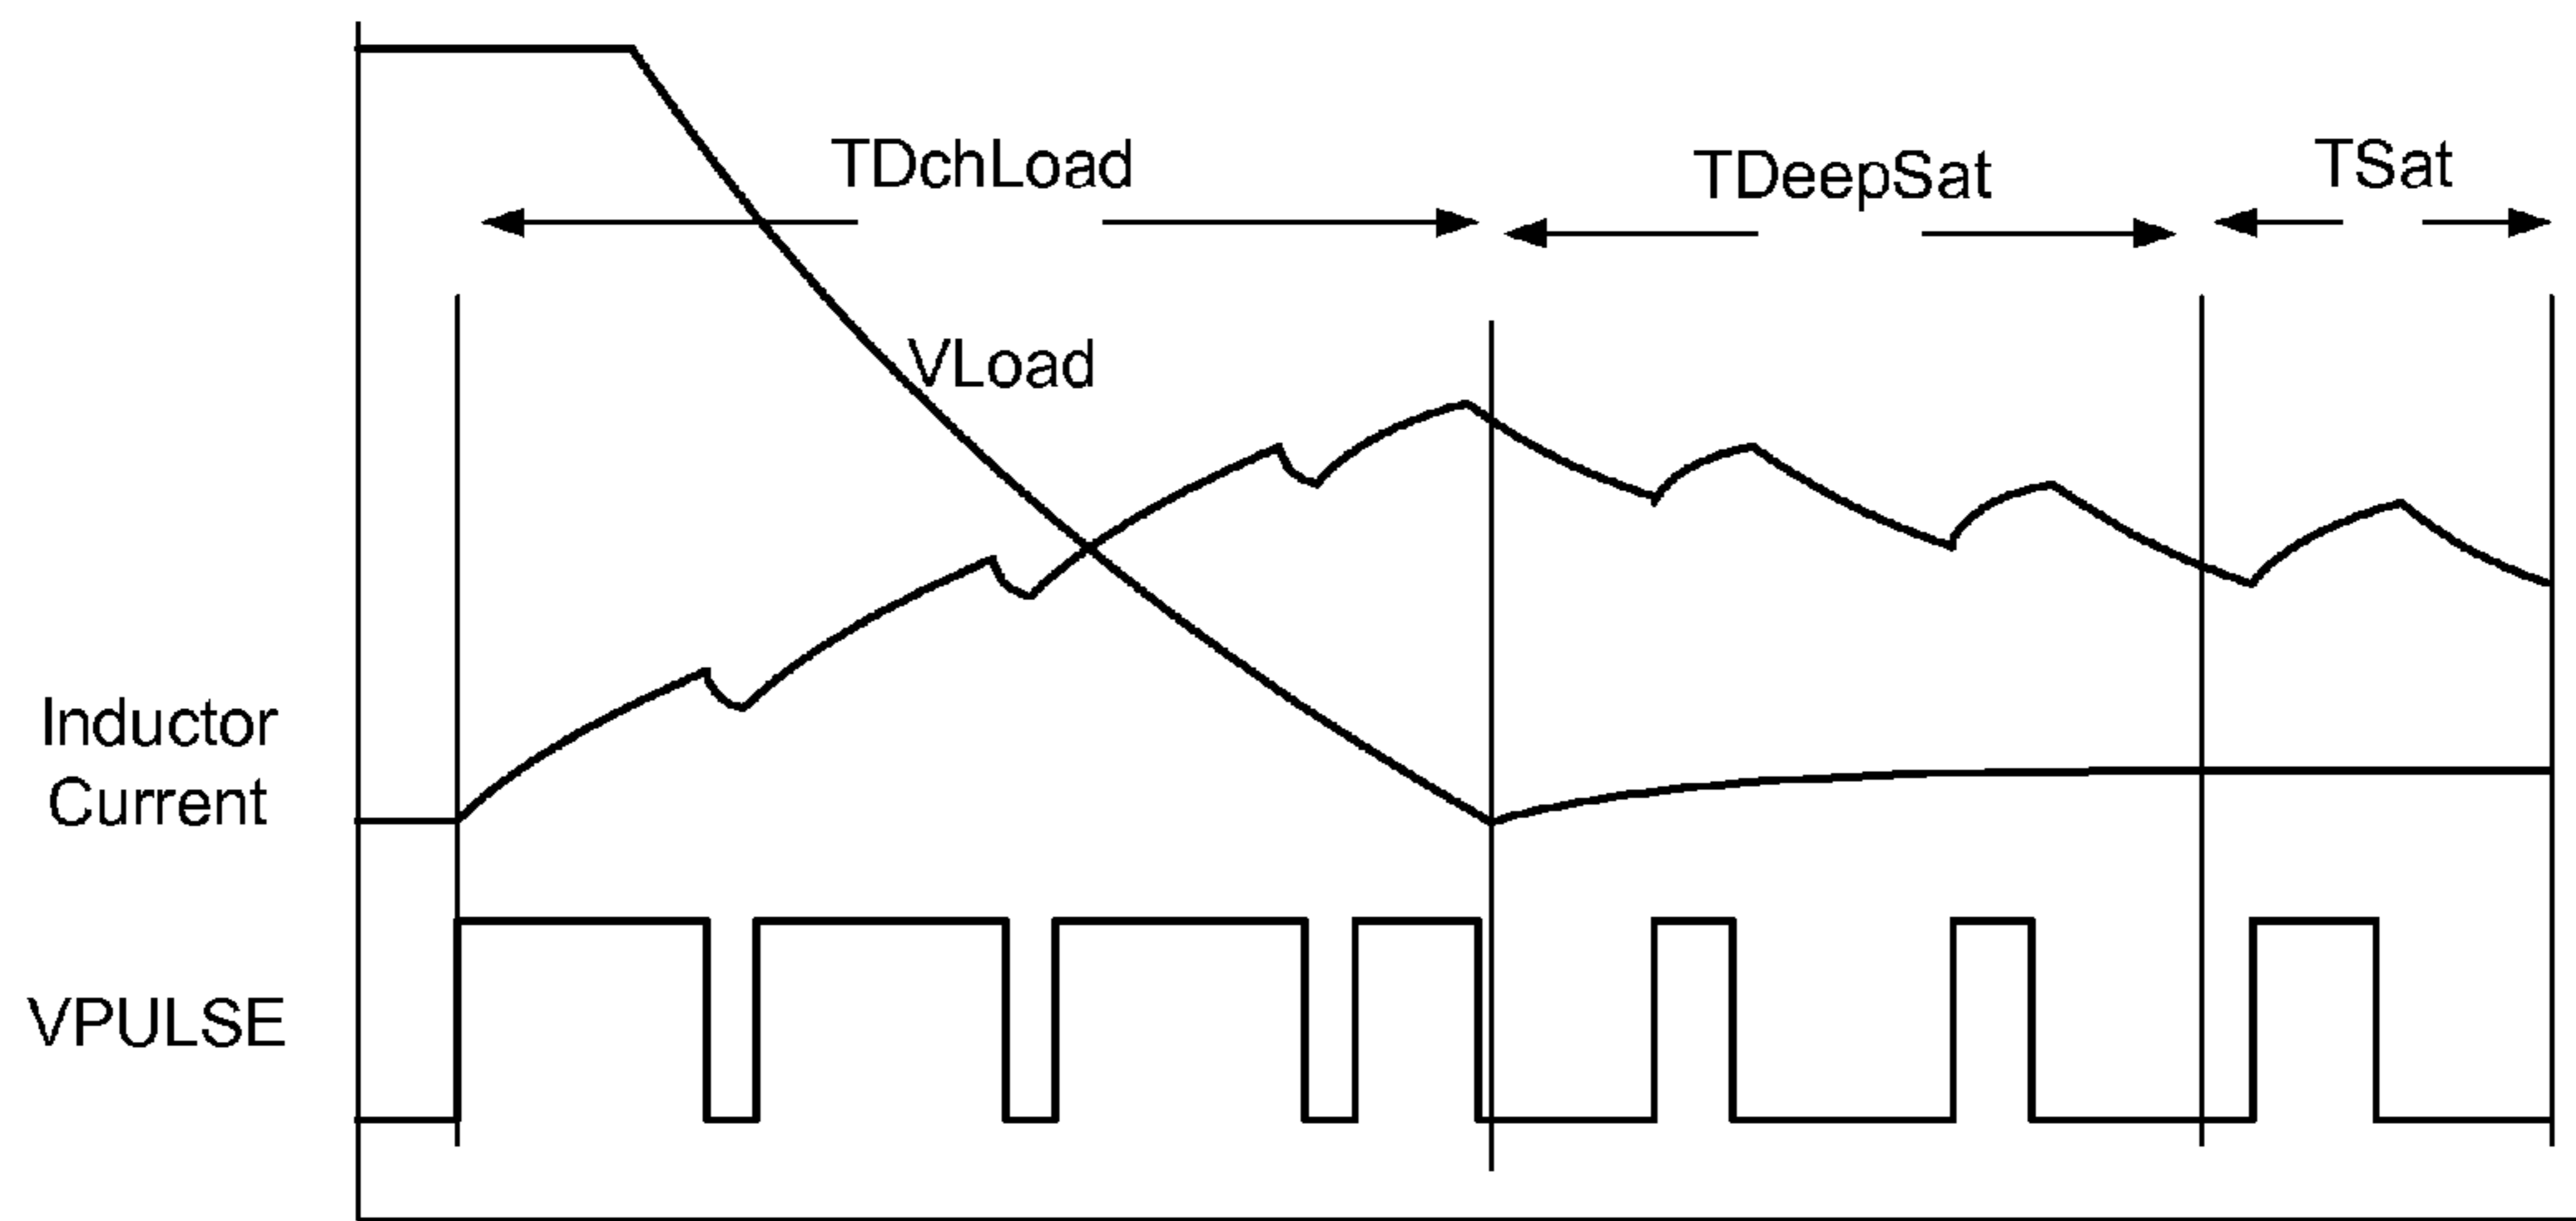 TDchLoad
TDeepSat
TSat
VLoad
Inductor
Current
VPULSE